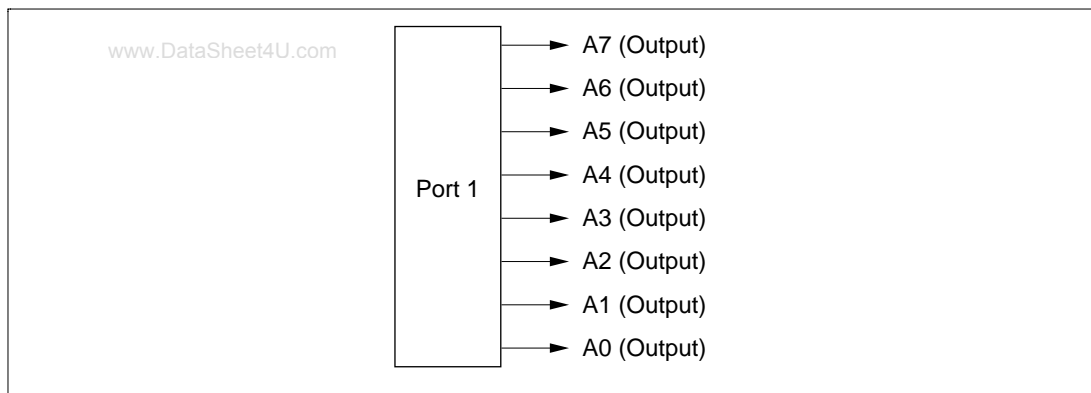 www.DataSheet4U.com
A7 (Output)
A6 (Output)
A5 (Output)
A4 (Output)
Port 1
A3 (Output)
A2 (Output)
A1 (Output)
A0 (Output)